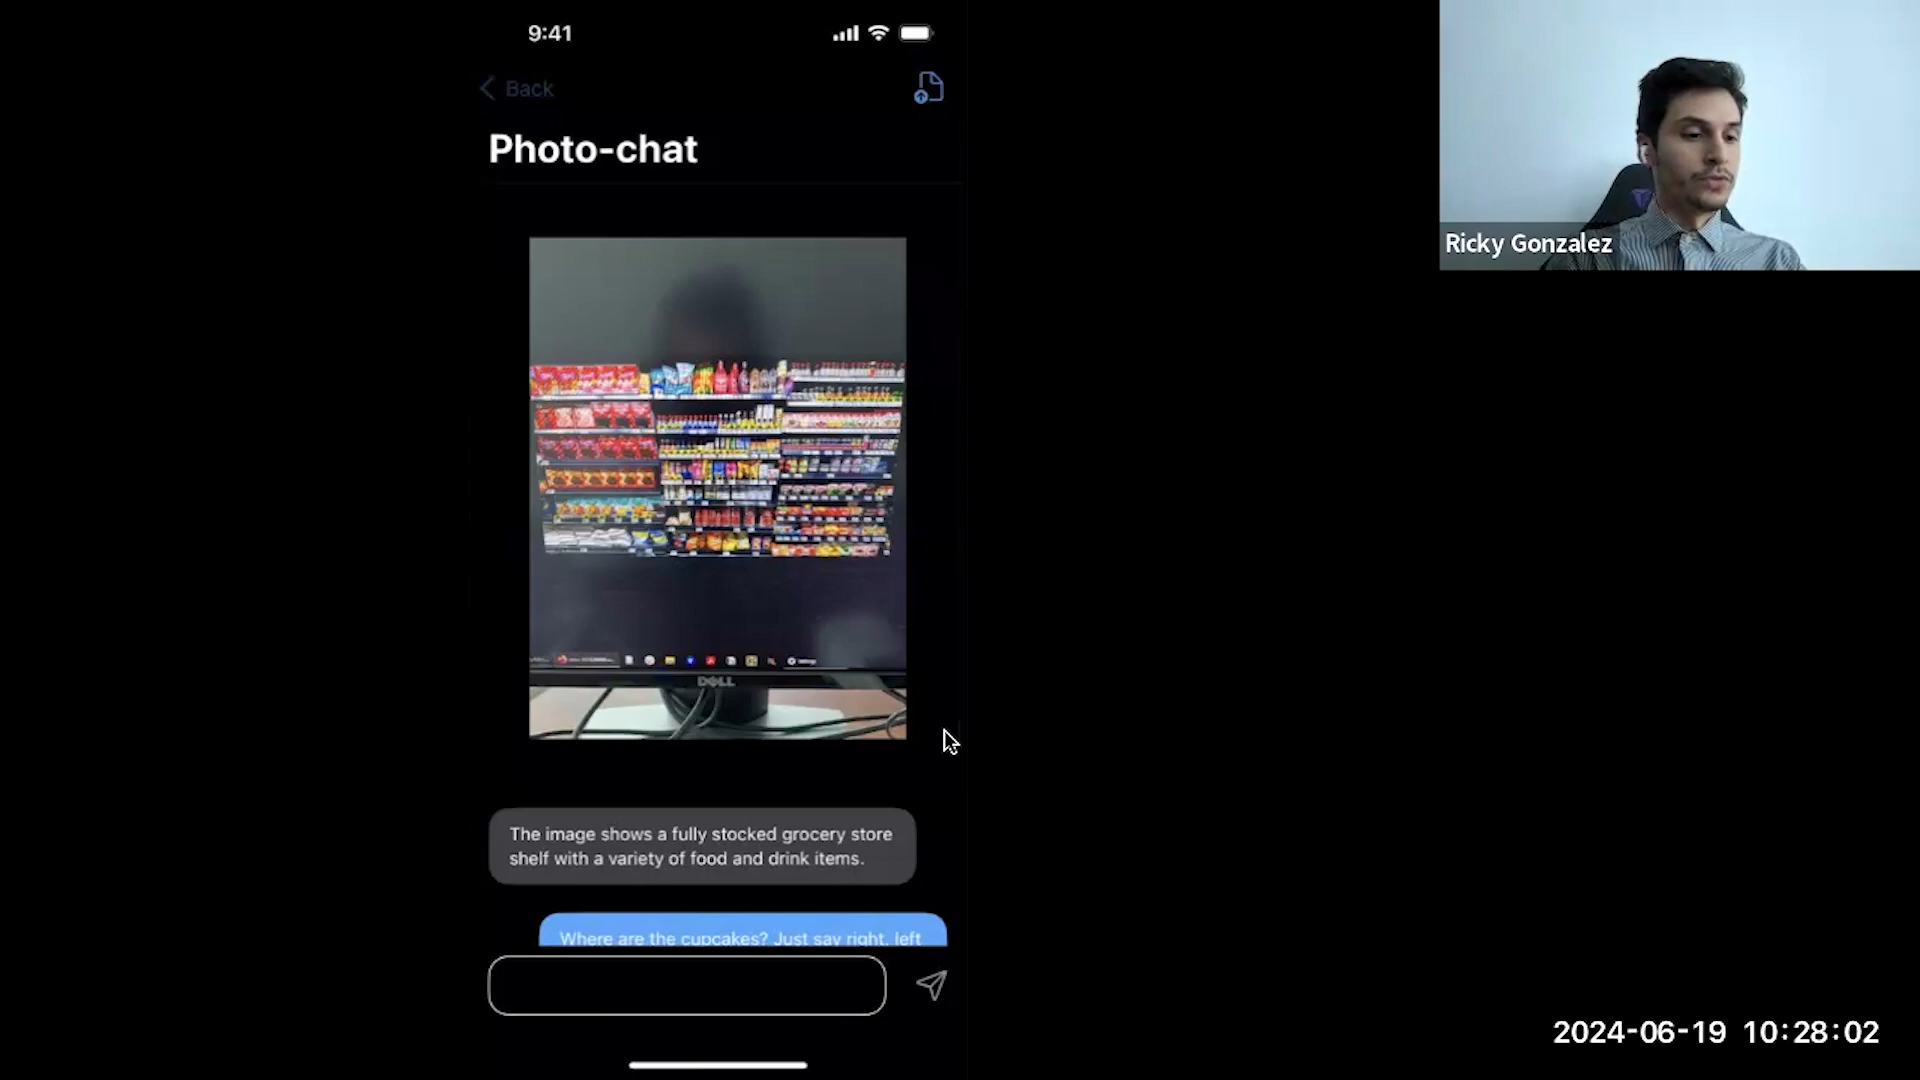 9:41
Back
Photo-chat
DELL
The image shows a fully stocked grocery store
shelf with a variety of food and drink items.
Where are the cupcakes? Just say right, left
Ricky Gonzalez
2024-06-19 10:28:02